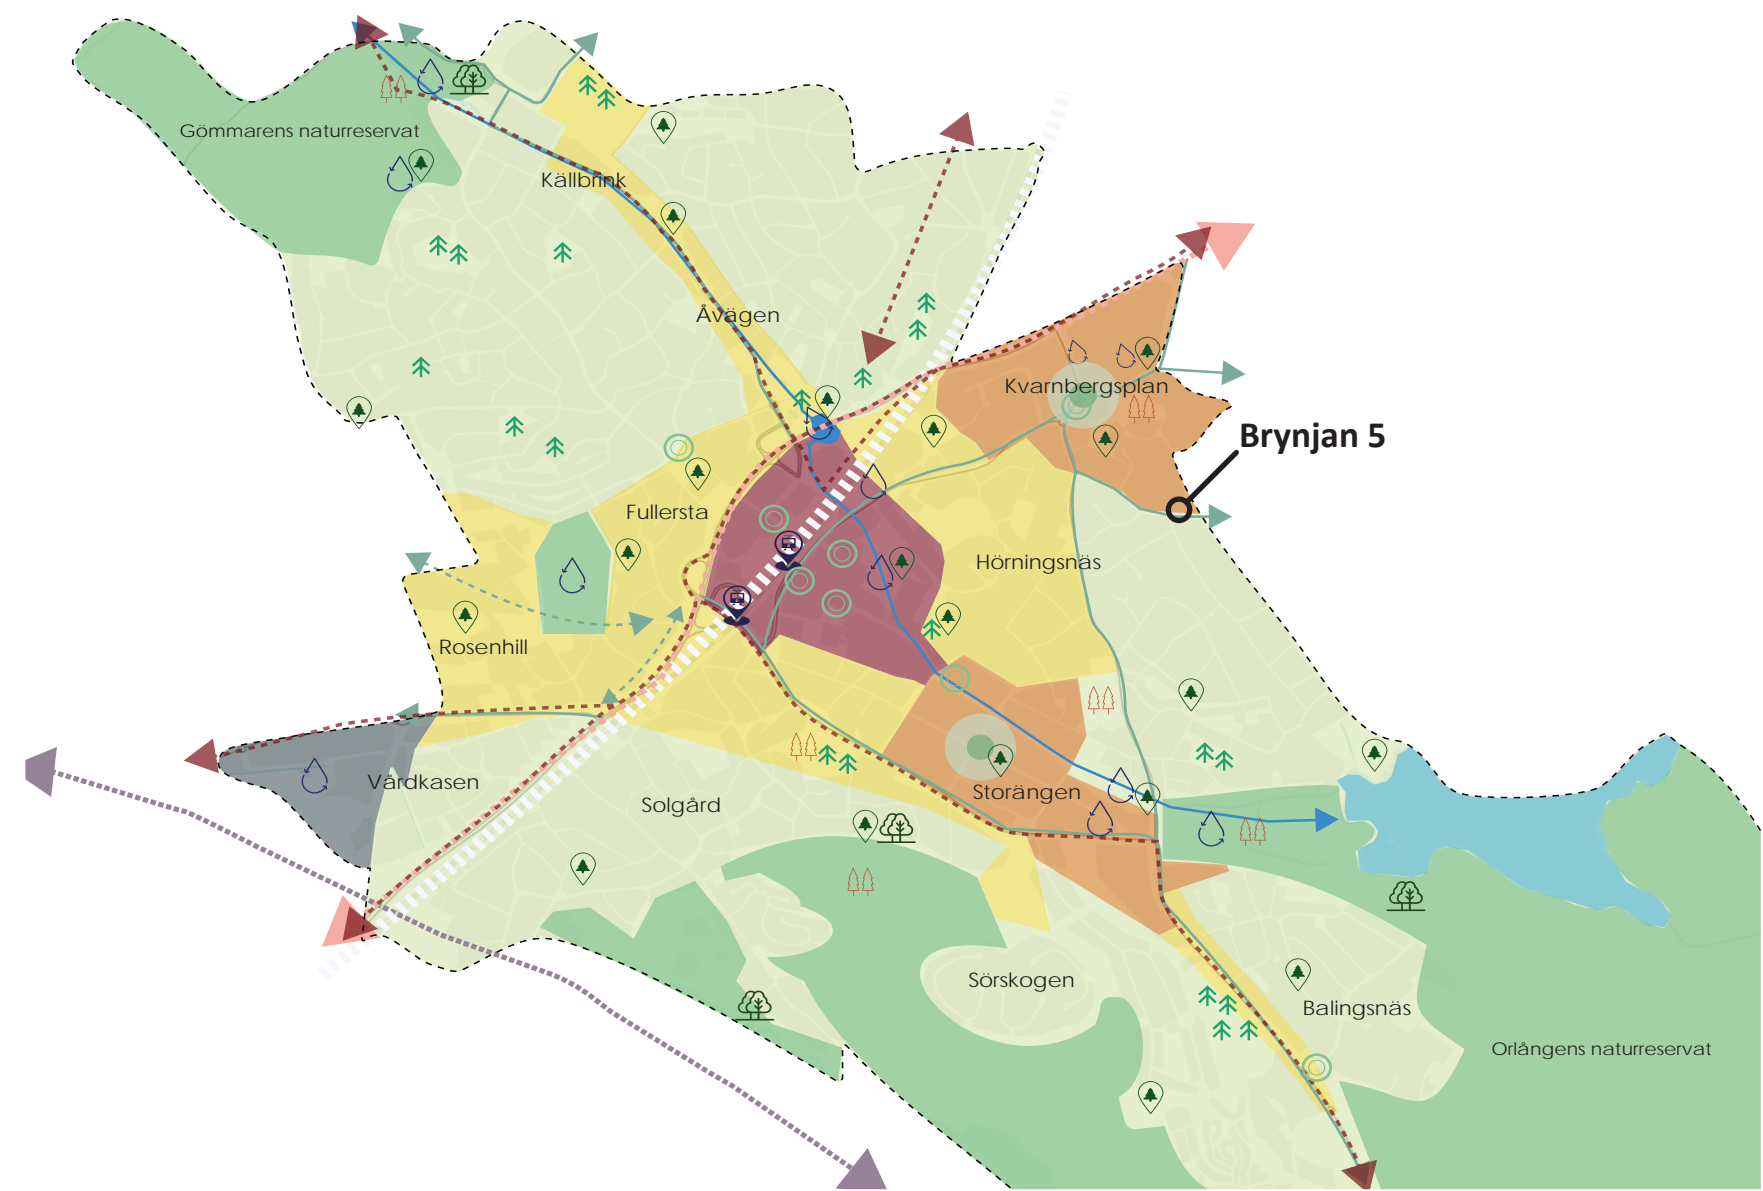 Gömmarens naturreservat
Källbrink
Åvägen
Kvarnbergsplan
Brynjan 5
Fullersta
Hörningsnäs
Rosenhill
Vårdkasen
Solgård
Storängen
Sörskogen
Balingsnäs
Orlångens naturreservat